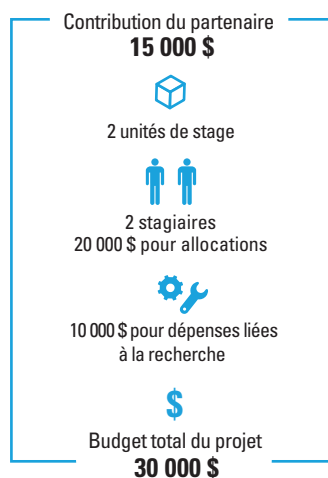 Contribution du partenaire
15 000 $
2 unités de stage
2 stagiaires
20 000 $ pour allocations
10 000 $ pour dépenses liées
à la recherche
$
Budget total du projet
30 000 $